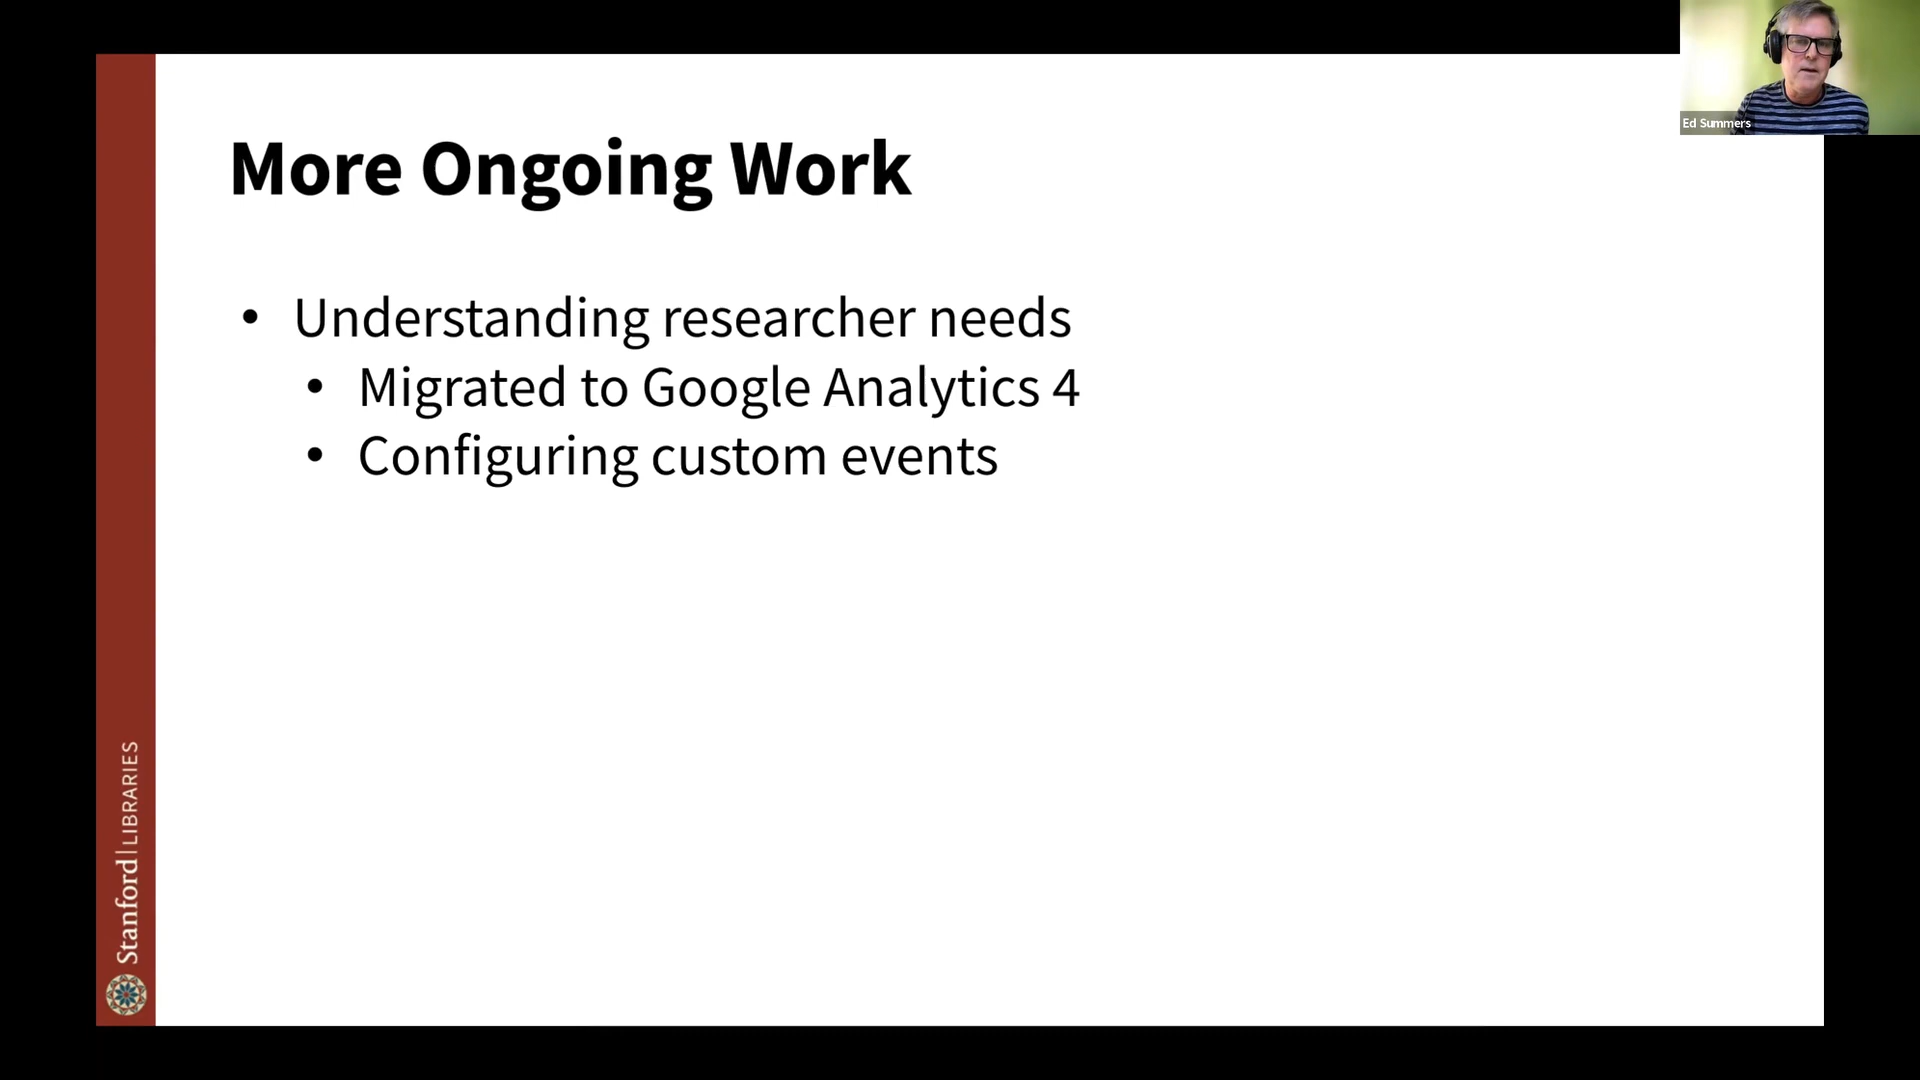 More Ongoing Work
• Understanding researcher needs
• Migrated to Google Analytics 4
• Configuring custom events
Stanford | LIBRARIES
Ed Summers